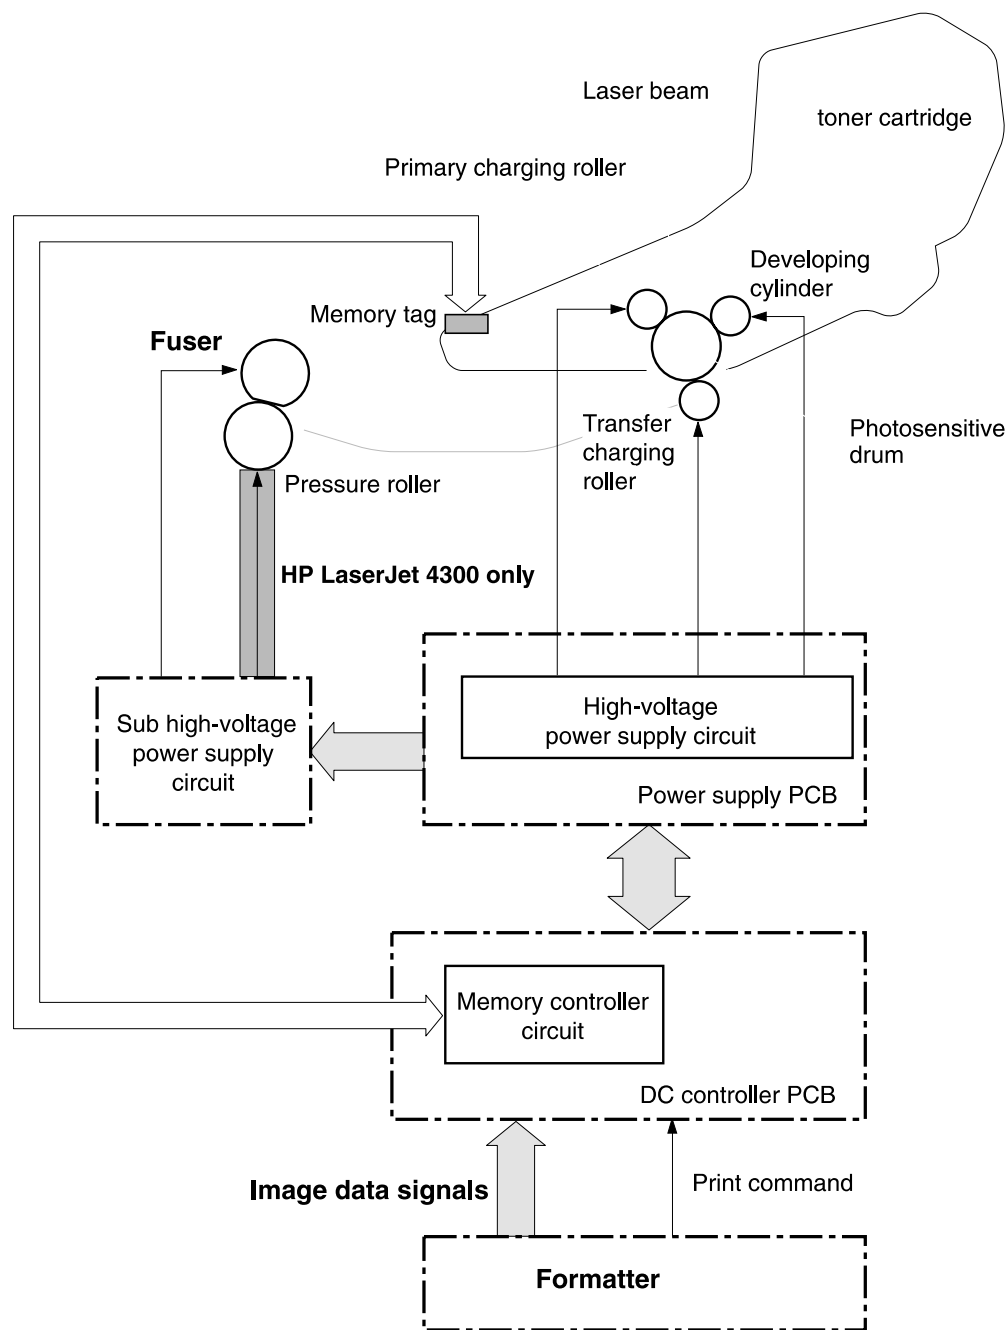 Laser beam
toner cartridge
Primary charging roller
Developing
cylinder
Memory tag
Fuser
Transfer
charging
roller
Photosensitive
drum
Pressure roller
HP LaserJet 4300 only
Sub high-voltage
power supply
circuit
High-voltage
power supply circuit
Power supply PCB
Memory controller
circuit
DC controller PCB
Image data signals
Print command
Formatter